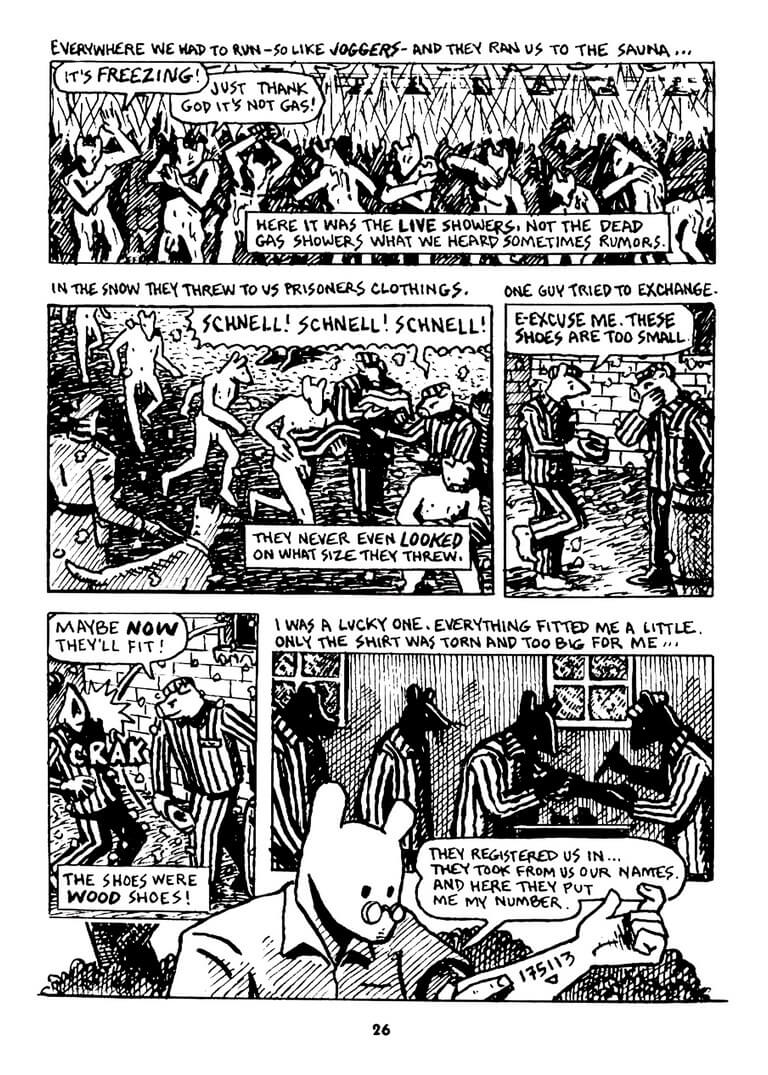 EVERYWHERE WE HAD TO RUN – SO LIKE JOGGERS – AND THEY RAN US TO THE SAUNA...
IT'S FREEZING!
JUST THANK
GOD IT'S NOT GAS!
HERE IT WAS THE LIVE SHOWERS, NOT THE DEAD
GAS SHOWERS WHAT WE HEARD SOMETIMES RUMORS.
IN THE SNOW THEY THREW TO US PRISONERS CLOTHINGS.
SCHNELL! SCHNELL! SCHNELL!
THEY NEVER EVEN LOOKED
ON WHAT SIZE THEY THREW.
ONE GUY TRIED TO EXCHANGE.
E-EXCUSE ME. THESE
SHOES ARE TOO SMALL.
MAYBE NOW
THEY'LL FIT!
CRAK
THE SHOES WERE
WOOD SHOES!
I WAS A LUCKY ONE. EVERYTHING FITTED ME A LITTLE.
ONLY THE SHIRT WAS TORN AND TOO BIG FOR ME...
THEY REGISTERED US IN...
THEY TOOK FROM US OUR NAMES.
AND HERE THEY PUT
ME MY NUMBER.
175113
26